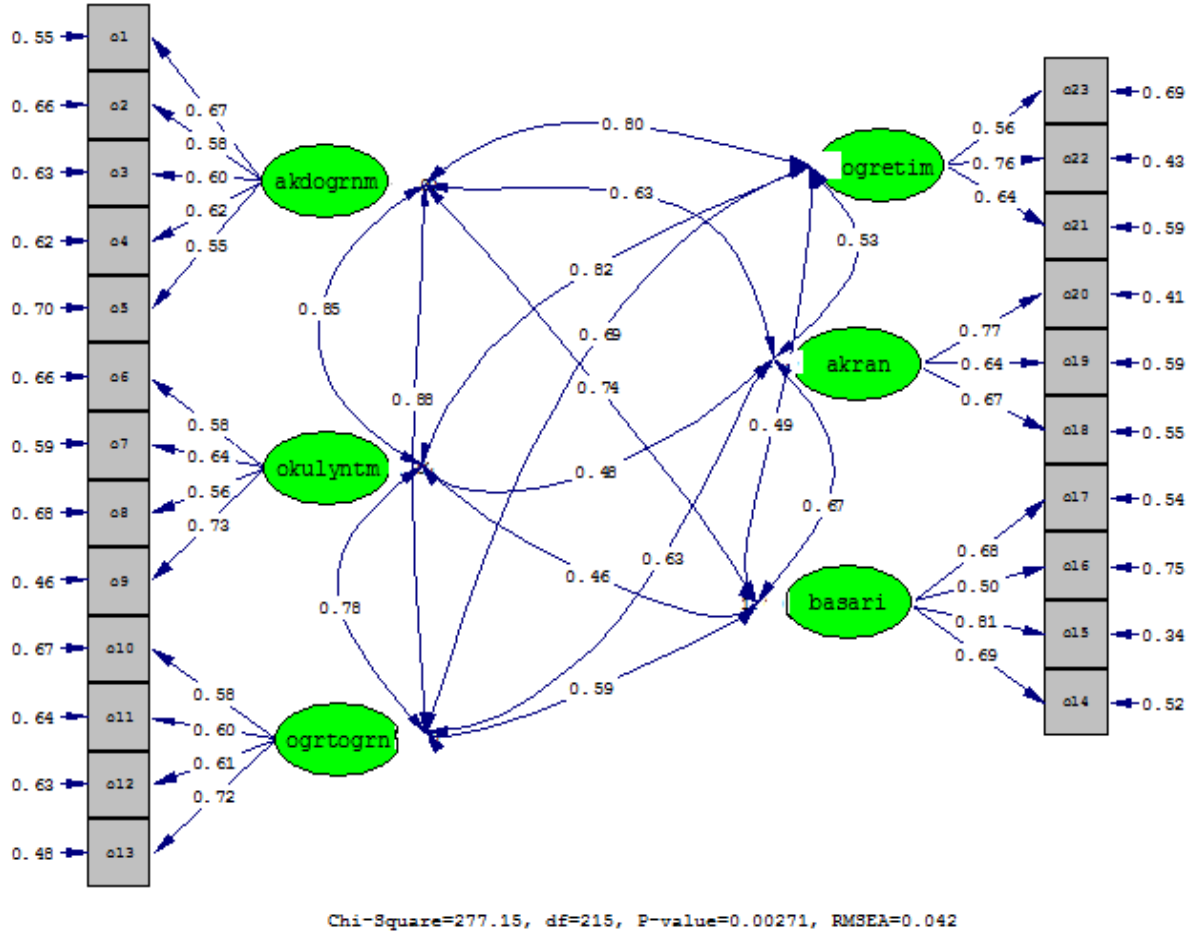 0.55 o1
0.66 o2
0.63 o3
0.62 o4
0.70 o5
0.66 o6
0.59 o7
0.68 o8
0.46 o9
0.67 o10
0.64 o11
0.63 o12
0.48 o13
0.67
0.58
0.60
0.62
0.55
akdogrnm
0.58
0.64
0.56
0.73
okulyntm
0.58
0.60
0.61
0.72
ogrtogrn
0.80
0.63
0.53
0.82
0.85
0.69
0.74
0.88
0.49
0.48
0.67
0.63
0.46
0.78
0.59
ogretim
0.56
0.76
0.64
akran
0.77
0.64
0.67
basari
0.68
0.50
0.81
0.69
o23 0.69
o22 0.43
o21 0.59
o20 0.41
o19 0.59
o18 0.55
o17 0.54
o16 0.75
o15 0.34
o14 0.52
Chi-Square=277.15, df=215, P-value=0.00271, RMSEA=0.042